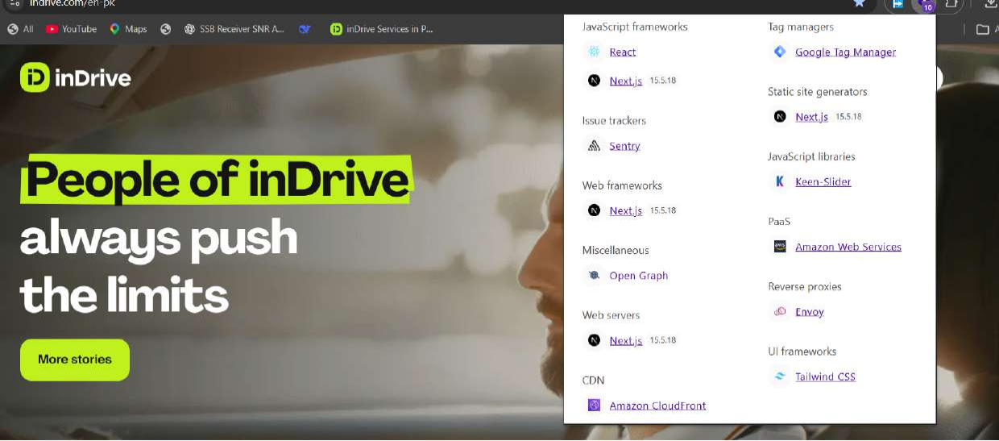 indrive.com/en-pk
10
All
YouTube
Maps
SSB Receiver SNR A...
inDrive Services in P...
iD inDrive
People of inDrive
always push
the limits
More stories
JavaScript frameworks
React
Next.js 15.5.18
Issue trackers
Sentry
Web frameworks
Next.js 15.5.18
Miscellaneous
Open Graph
Web servers
Next.js 15.5.18
CDN
Amazon CloudFront
Tag managers
Google Tag Manager
Static site generators
Next.js 15.5.18
JavaScript libraries
Keen-Slider
PaaS
aws
Amazon Web Services
Reverse proxies
Envoy
UI frameworks
Tailwind CSS